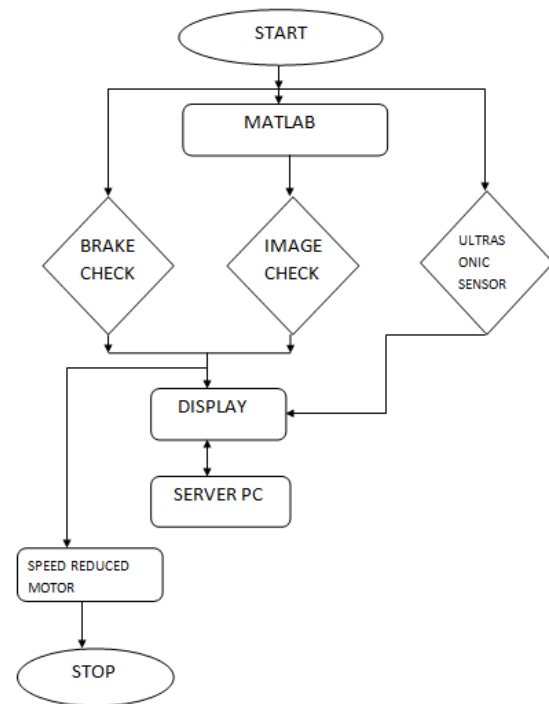 START
MATLAB
BRAKE
CHECK
IMAGE
CHECK
ULTRAS
ONIC
SENSOR
DISPLAY
SERVER PC
SPEED REDUCED
MOTOR
STOP